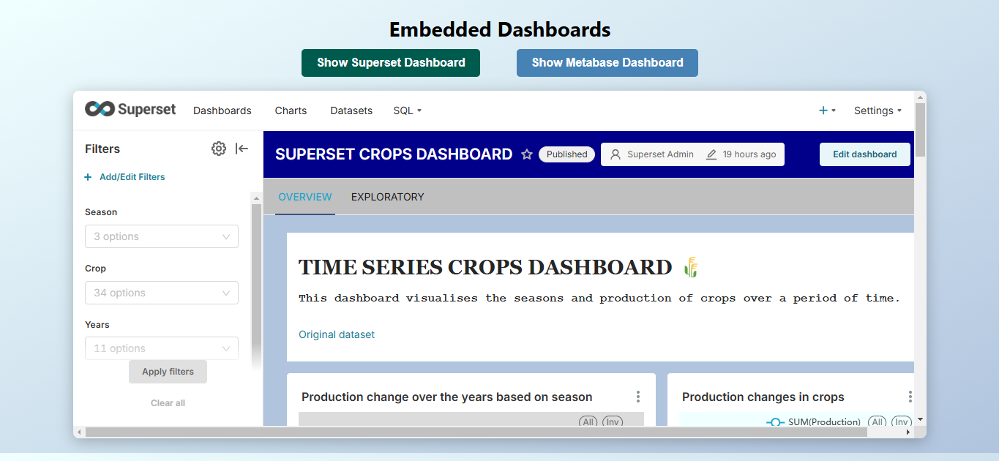 Embedded Dashboards
Show Superset Dashboard
Show Metabase Dashboard
Superset
Dashboards
Charts
Datasets
SQL
+
Settings
Filters
+ Add/Edit Filters
Season
3 options
Crop
34 options
Years
11 options
Apply filters
Clear all
SUPERSET CROPS DASHBOARD
Published
Superset Admin
19 hours ago
Edit dashboard
OVERVIEW
EXPLORATORY
TIME SERIES CROPS DASHBOARD
This dashboard visualises the seasons and production of crops over a period of time.
Original dataset
Production change over the years based on season
All
Inv
Production changes in crops
SUM(Production)
All
Inv